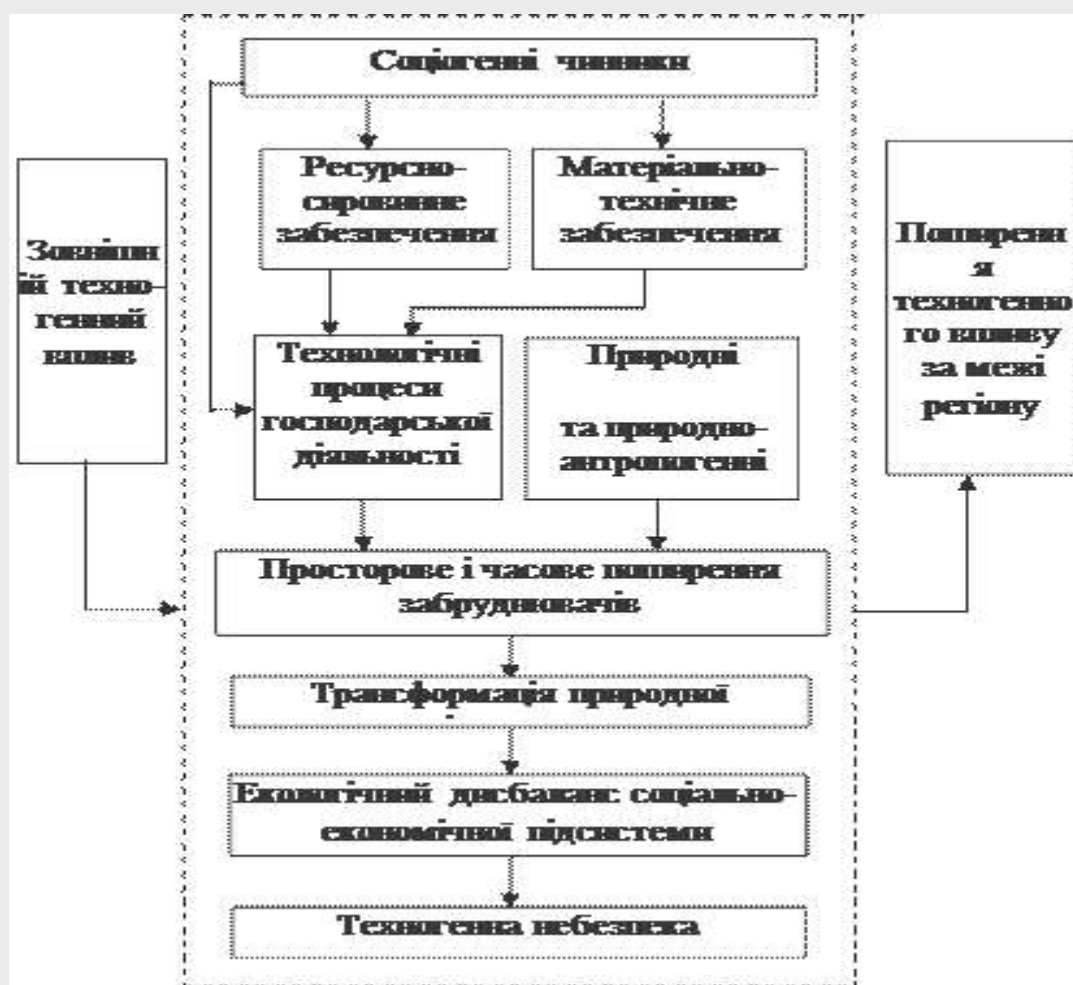 Соціогенні чинники
Ресурсно-
сировинне
забезпечення
Матеріально-
технічне
забезпечення
Зовнішн
ій техно-
генний
вплив
Поширенн
я
техногенно
го впливу
за межі
регіону
Технологічні
процеси
господарської
діяльності
Природні
та природно-
антропогенні
Просторове і часове поширення
забруднювачів
Трансформація природної
Екологічний дисбаланс соціально-
економічної підсистеми
Техногенна небезпека